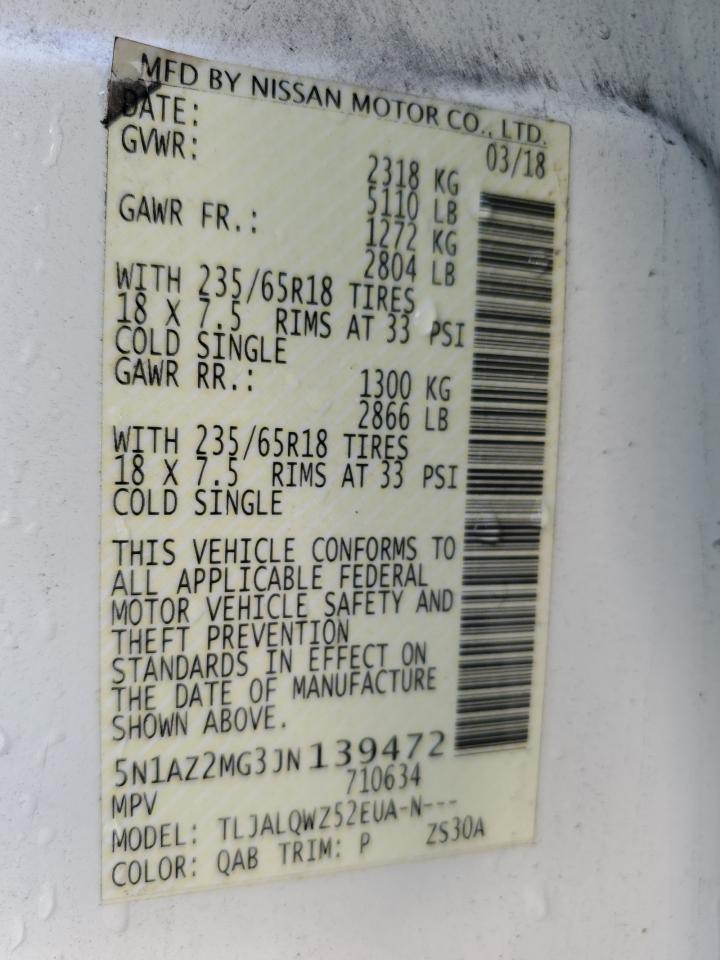 MFD BY NISSAN MOTOR CO., LTD.
DATE: 03/18
GVWR: 2318 KG
5110 LB
GAWR FR.: 1272 KG
2804 LB
WITH 235/65R18 TIRES
18 X 7.5 RIMS AT 33 PSI
COLD SINGLE
GAWR RR.: 1300 KG
2866 LB
WITH 235/65R18 TIRES
18 X 7.5 RIMS AT 33 PSI
COLD SINGLE
THIS VEHICLE CONFORMS TO
ALL APPLICABLE FEDERAL
MOTOR VEHICLE SAFETY AND
THEFT PREVENTION
STANDARDS IN EFFECT ON
THE DATE OF MANUFACTURE
SHOWN ABOVE.
5N1AZ2MG3JN139472
MPV 710634
MODEL: TLJALQWZ52EUA-N---
COLOR: QAB TRIM: P ZS30A